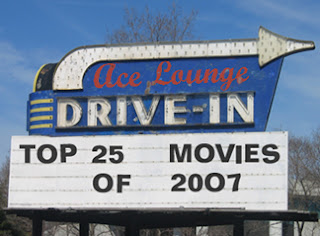 Ace Lounge
DRIVE-IN
TOP 25 MOVIES
OF 2007